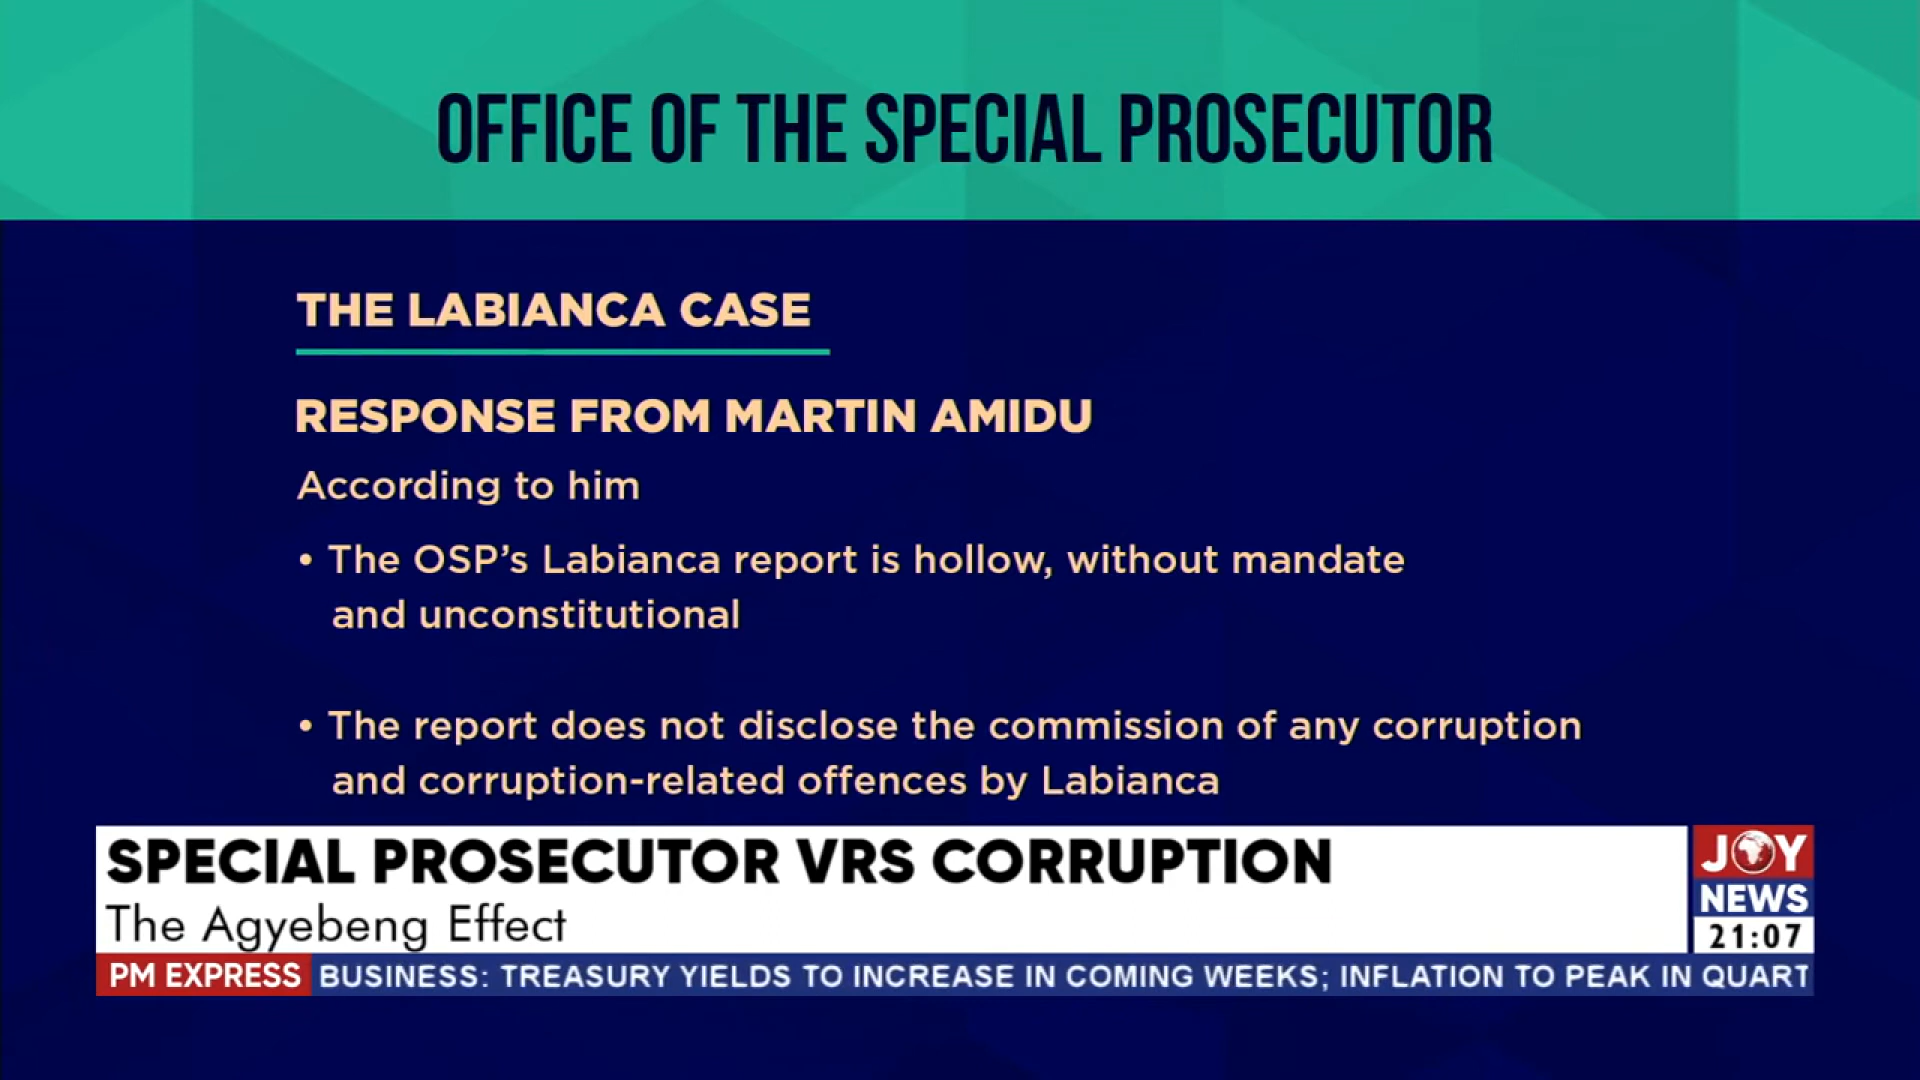 OFFICE OF THE SPECIAL PROSECUTOR
THE LABIANCA CASE
RESPONSE FROM MARTIN AMIDU
According to him
• The OSP’s Labianca report is hollow, without mandate
and unconstitutional
• The report does not disclose the commission of any corruption
and corruption-related offences by Labianca
SPECIAL PROSECUTOR VRS CORRUPTION
The Agyebeng Effect
JOY
NEWS
21:07
PM EXPRESS BUSINESS: TREASURY YIELDS TO INCREASE IN COMING WEEKS; INFLATION TO PEAK IN QUART